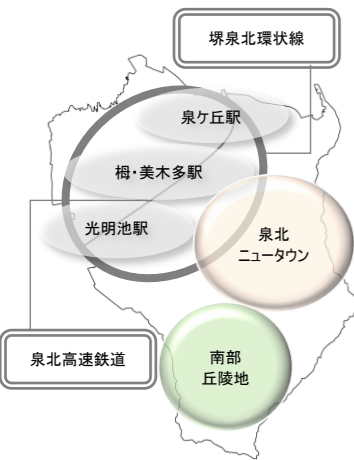 堺泉北環状線
泉ケ丘駅
栂・美木多駅
光明池駅
泉北
ニュータウン
泉北高速鉄道
南部
丘陵地